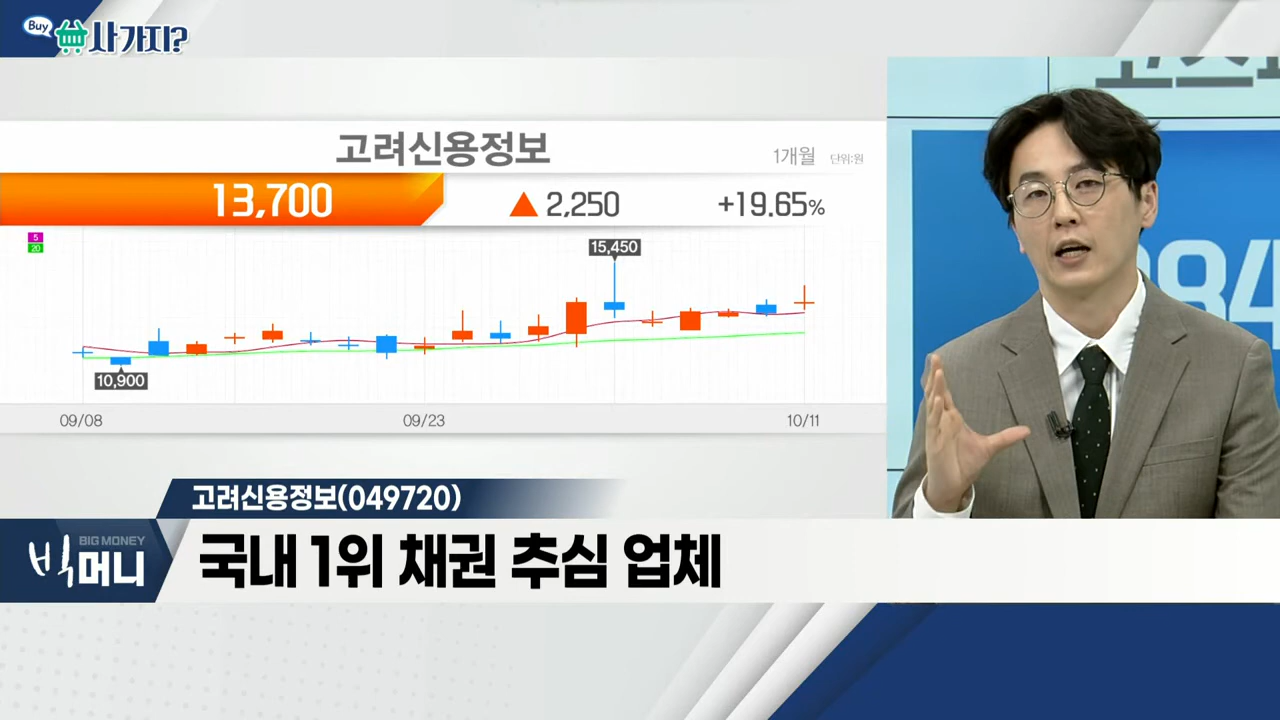 Buy
사가지?
고려신용정보
1개월 단위:원
13,700 ▲ 2,250 +19.65%
5
20
15,450
10,900
09/08 09/23 10/11
고려신용정보(049720)
BIG MONEY
빅머니
국내 1위 채권 추심 업체